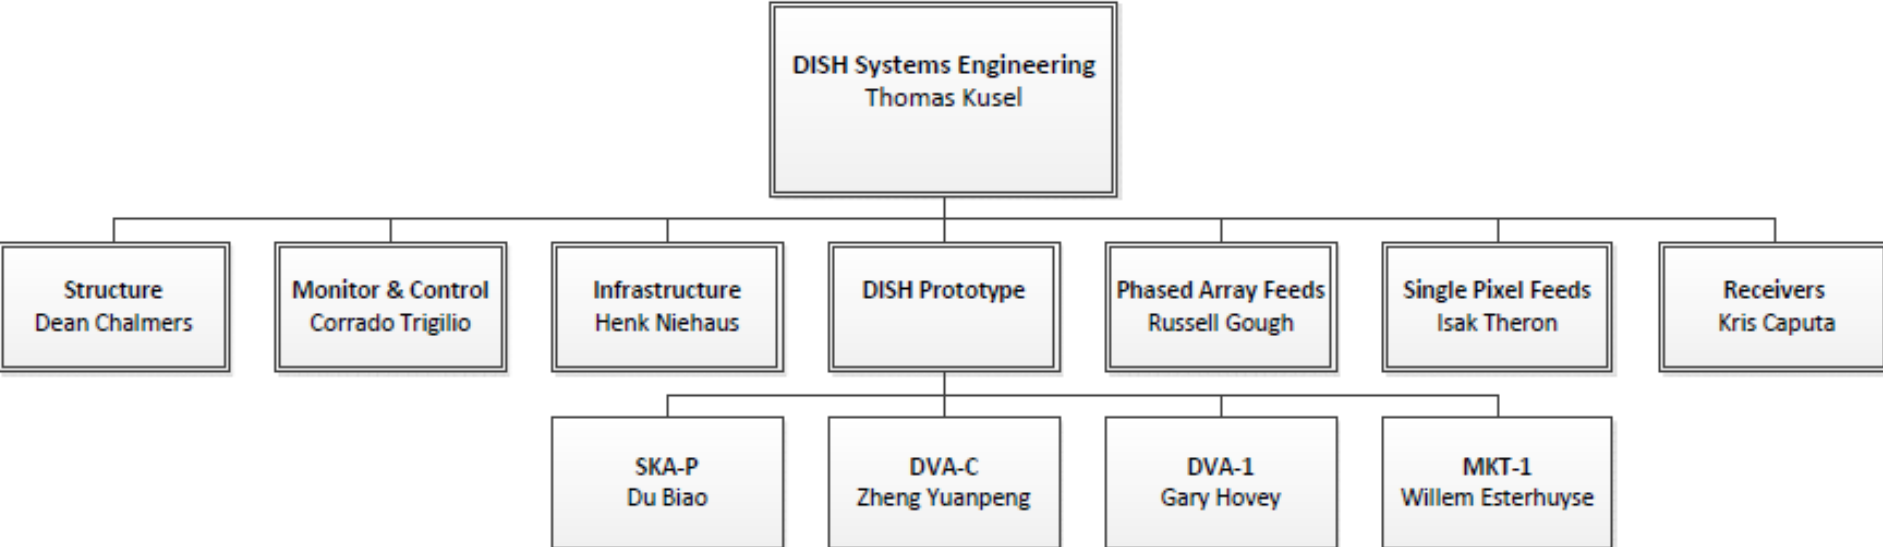 DISH Systems Engineering
Thomas Kusel
Structure
Dean Chalmers
Monitor & Control
Corrado Trigilio
Infrastructure
Henk Niehaus
DISH Prototype
Phased Array Feeds
Russell Gough
Single Pixel Feeds
Isak Theron
Receivers
Kris Caputa
SKA-P
Du Biao
DVA-C
Zheng Yuanpeng
DVA-1
Gary Hovey
MKT-1
Willem Esterhuyse